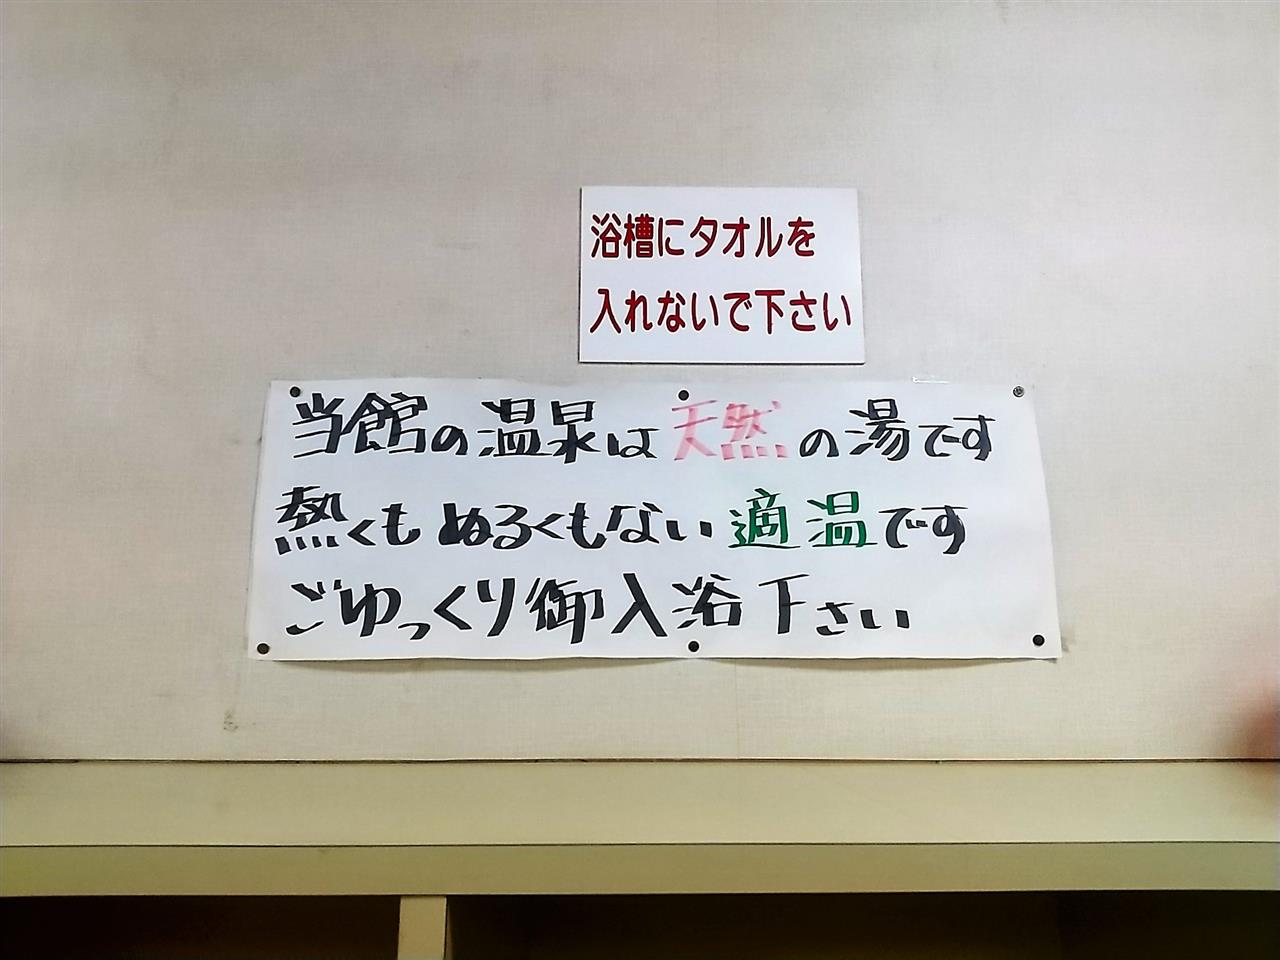 浴槽にタオルを
入れないで下さい
当館の温泉は天然の湯です
熱くもぬるくもない適温です
ごゆっくり御入浴下さい